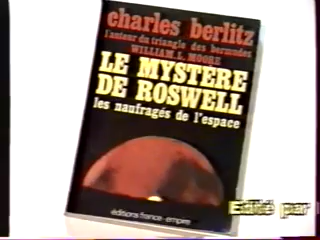 charles berlitz
l'auteur du triangle des bermudes
WILLIAM L. MOORE
LE MYSTÈRE
DE ROSWELL
les naufragés de l'espace
éditions france-empire
Edité par